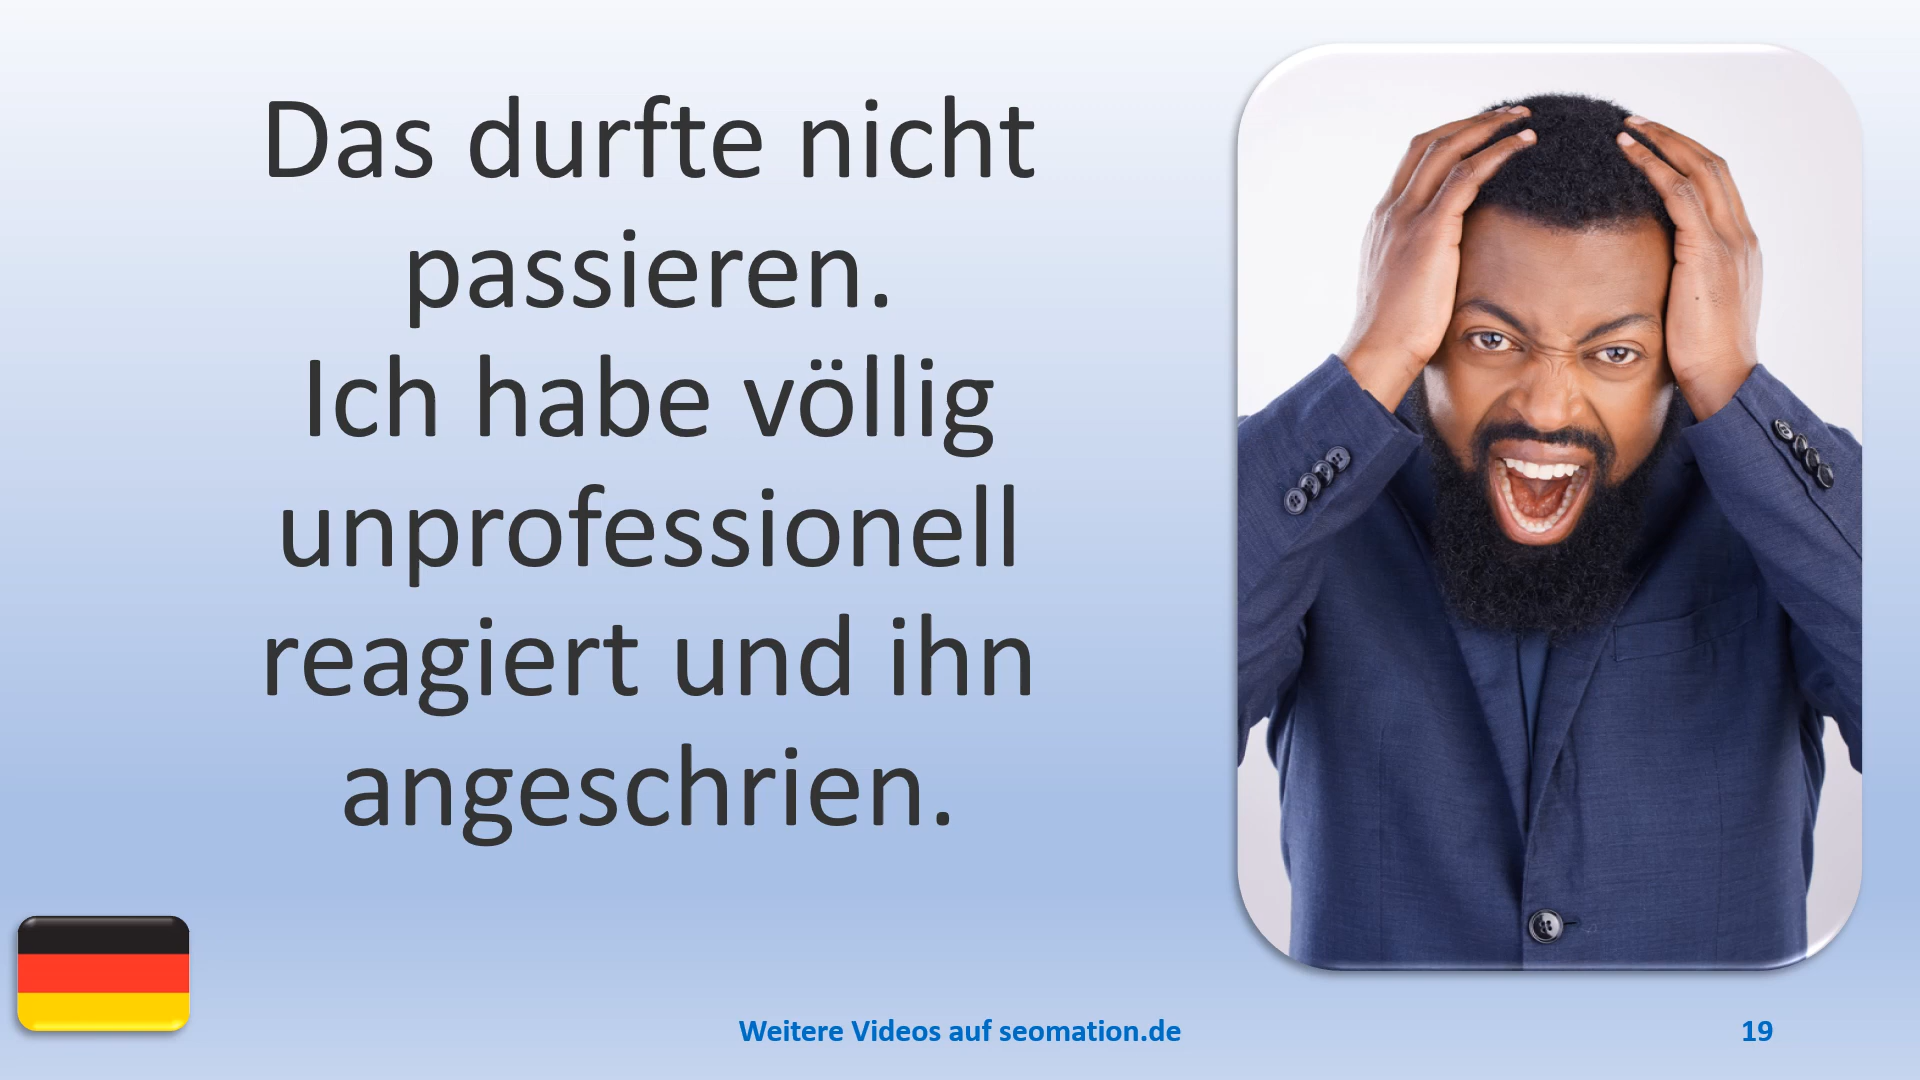 Das durfte nicht
passieren.
Ich habe völlig
unprofessionell
reagiert und ihn
angeschrien.
Weitere Videos auf seomation.de
19